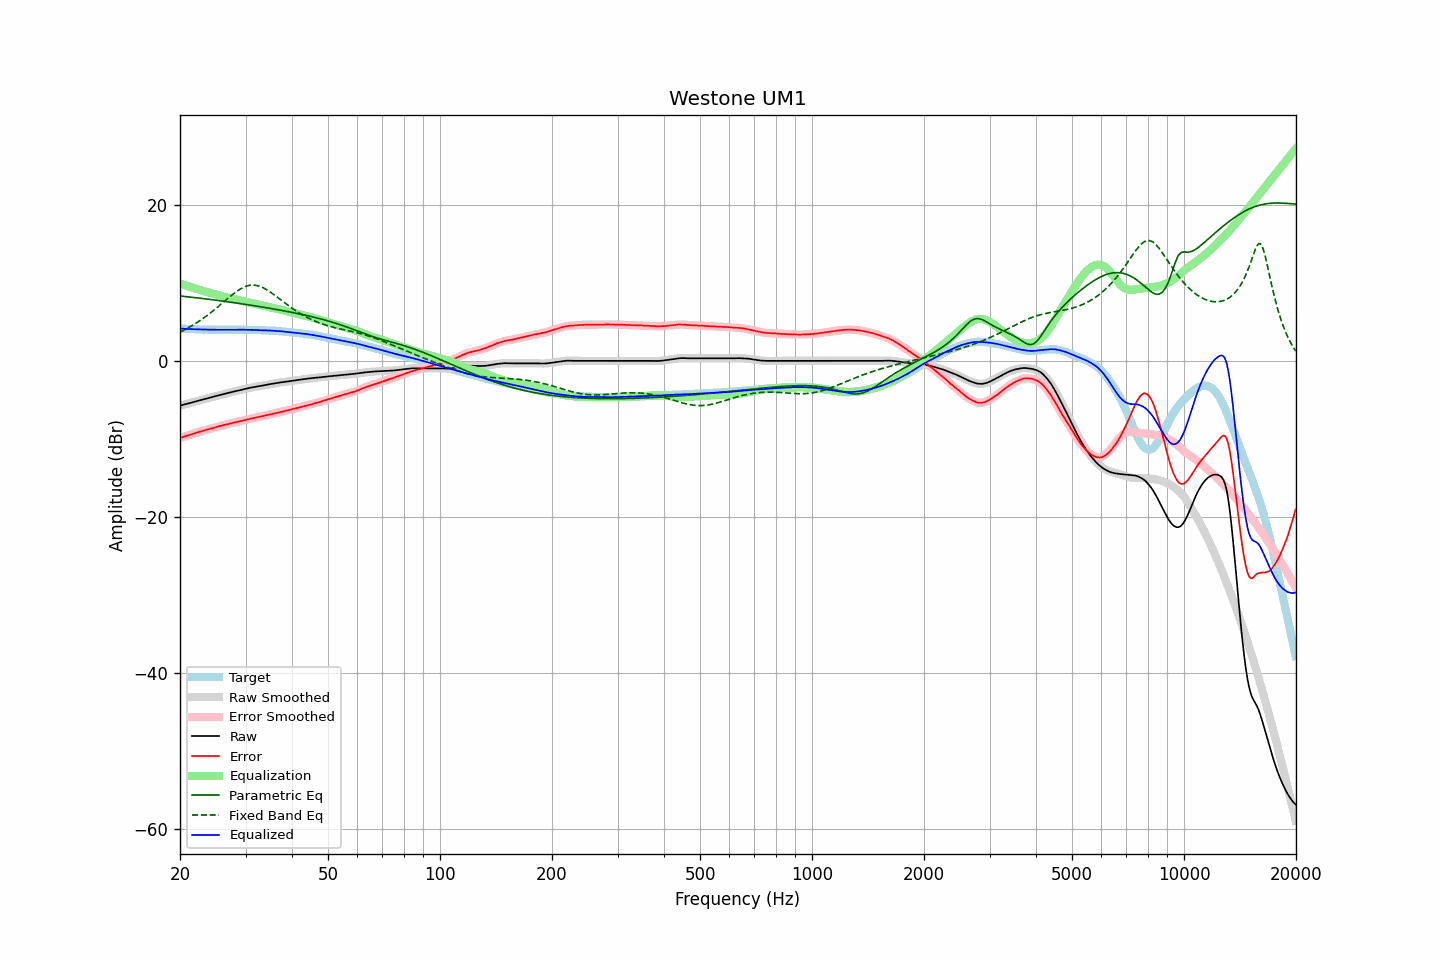 Westone UM1
Amplitude (dBr)
20
0
−20
−40
−60
Target
Raw Smoothed
Error Smoothed
Raw
Error
Equalization
Parametric Eq
Fixed Band Eq
Equalized
20 50 100 200 500 1000 2000 5000 10000 20000
Frequency (Hz)